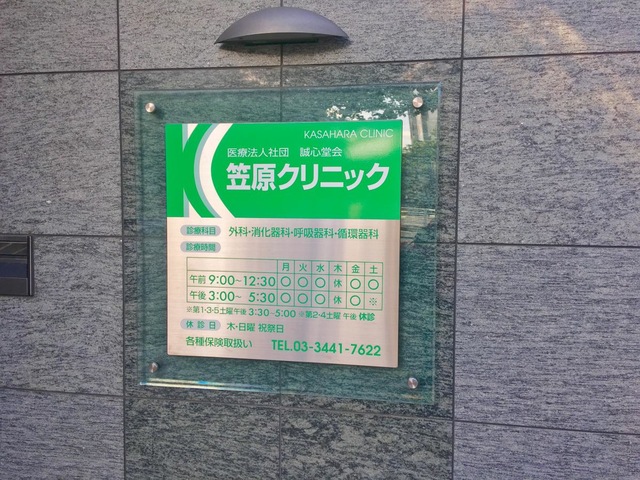 KASAHARA CLINIC
K
医療法人社団 誠心堂会
笠原クリニック
診療科目 外科・消化器科・呼吸器科・循環器科
診療時間
月 火 水 木 金 土
午前 9:00~12:30 ○ ○ ○ 休 ○ ○
午後 3:00~ 5:30 ○ ○ ○ 休 ○ ※
※第1・3・5土曜午後 3:30-5:00 ※第2・4土曜 午後 休診
休診日 木・日曜 祝祭日
各種保険取扱い TEL.03-3441-7622